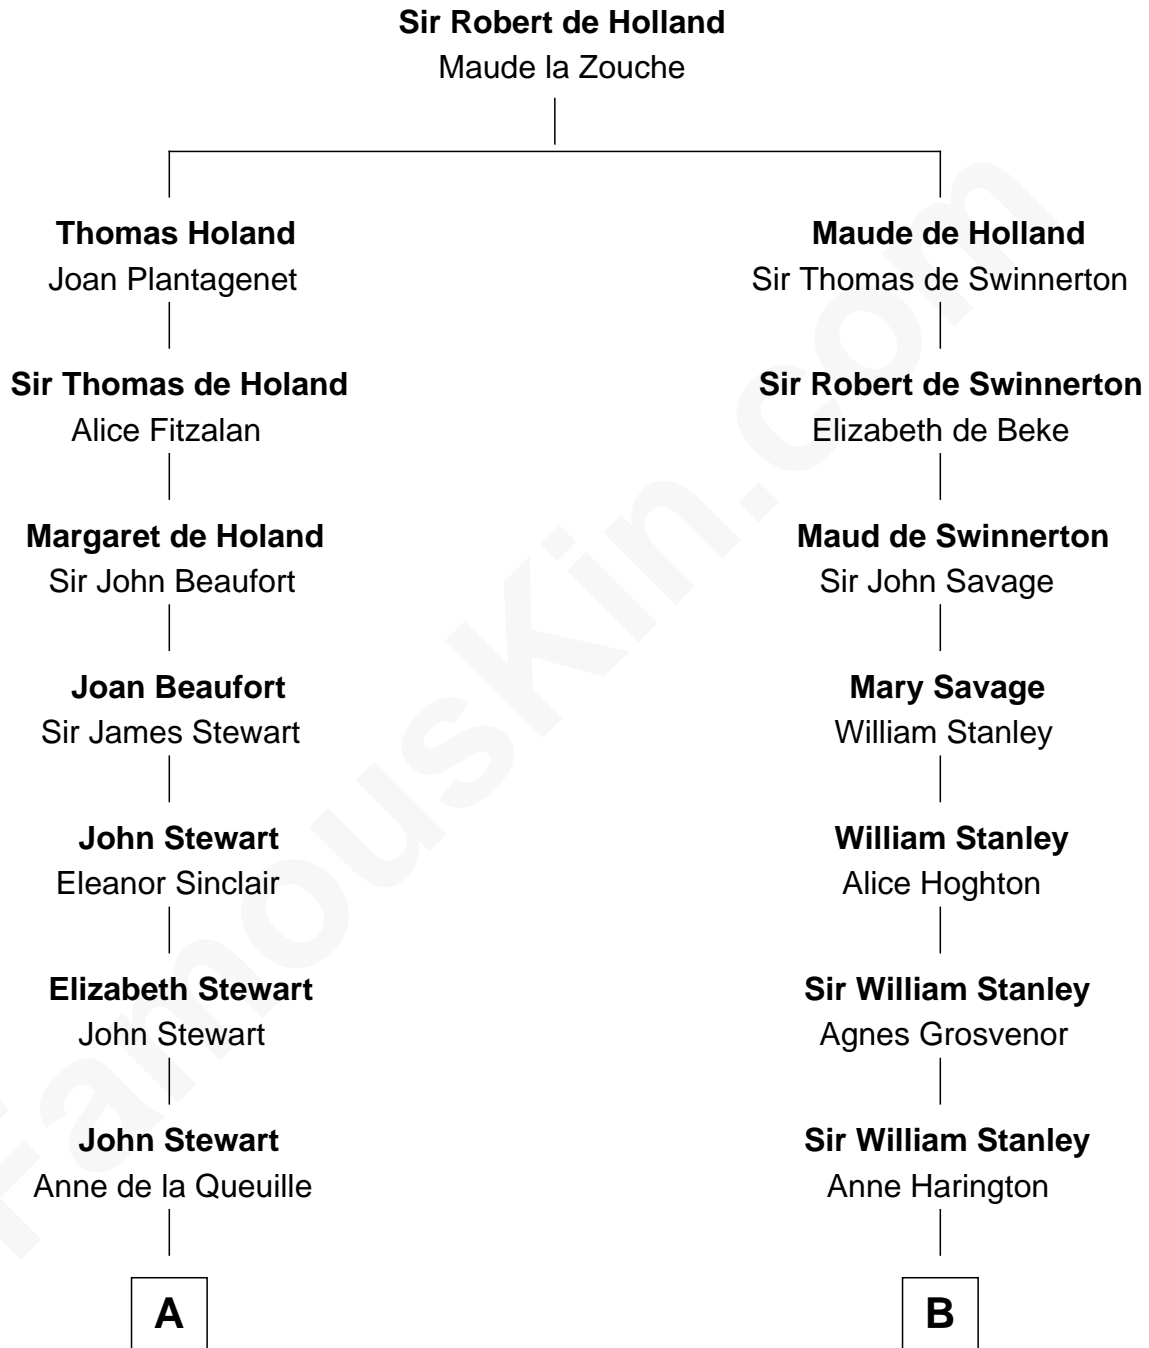 Sir Robert de Holland
Maude la Zouche
Thomas Holand
Joan Plantagenet
Maude de Holland
Sir Thomas de Swinnerton
Sir Thomas de Holand
Alice Fitzalan
Sir Robert de Swinnerton
Elizabeth de Beke
Margaret de Holand
Sir John Beaufort
Maud de Swinnerton
Sir John Savage
Joan Beaufort
Sir James Stewart
Mary Savage
William Stanley
John Stewart
Eleanor Sinclair
William Stanley
Alice Hoghton
Elizabeth Stewart
John Stewart
Sir William Stanley
Agnes Grosvenor
John Stewart
Anne de la Queuille
Sir William Stanley
Anne Harington
A
B
FamousKin.com